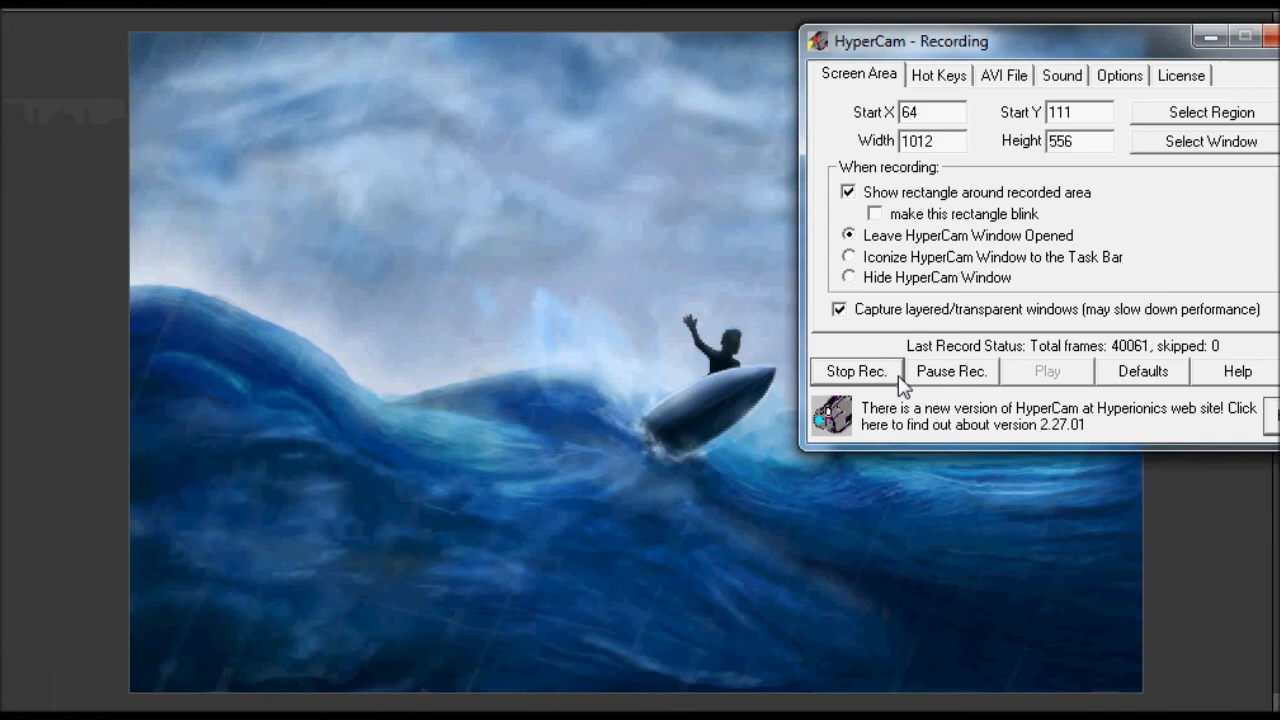 HyperCam - Recording
Screen Area Hot Keys AVI File Sound Options License
Start X 64 Start Y 111 Select Region
Width 1012 Height 556 Select Window
When recording:
Show rectangle around recorded area
make this rectangle blink
Leave HyperCam Window Opened
Iconize HyperCam Window to the Task Bar
Hide HyperCam Window
Capture layered/transparent windows (may slow down performance)
Last Record Status: Total frames: 40061, skipped: 0
Stop Rec. Pause Rec. Play Defaults Help
There is a new version of HyperCam at Hyperionics web site! Click
here to find out about version 2.27.01